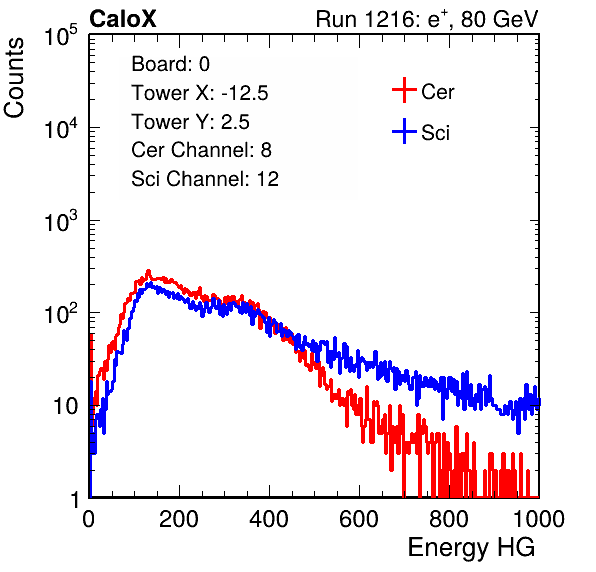 CaloX Run 1216: e⁺, 80 GeV
Counts
Board: 0
Tower X: -12.5
Tower Y: 2.5
Cer Channel: 8
Sci Channel: 12
Cer
Sci
10⁵
10⁴
10³
10²
10
1
0 200 400 600 800 1000
Energy HG